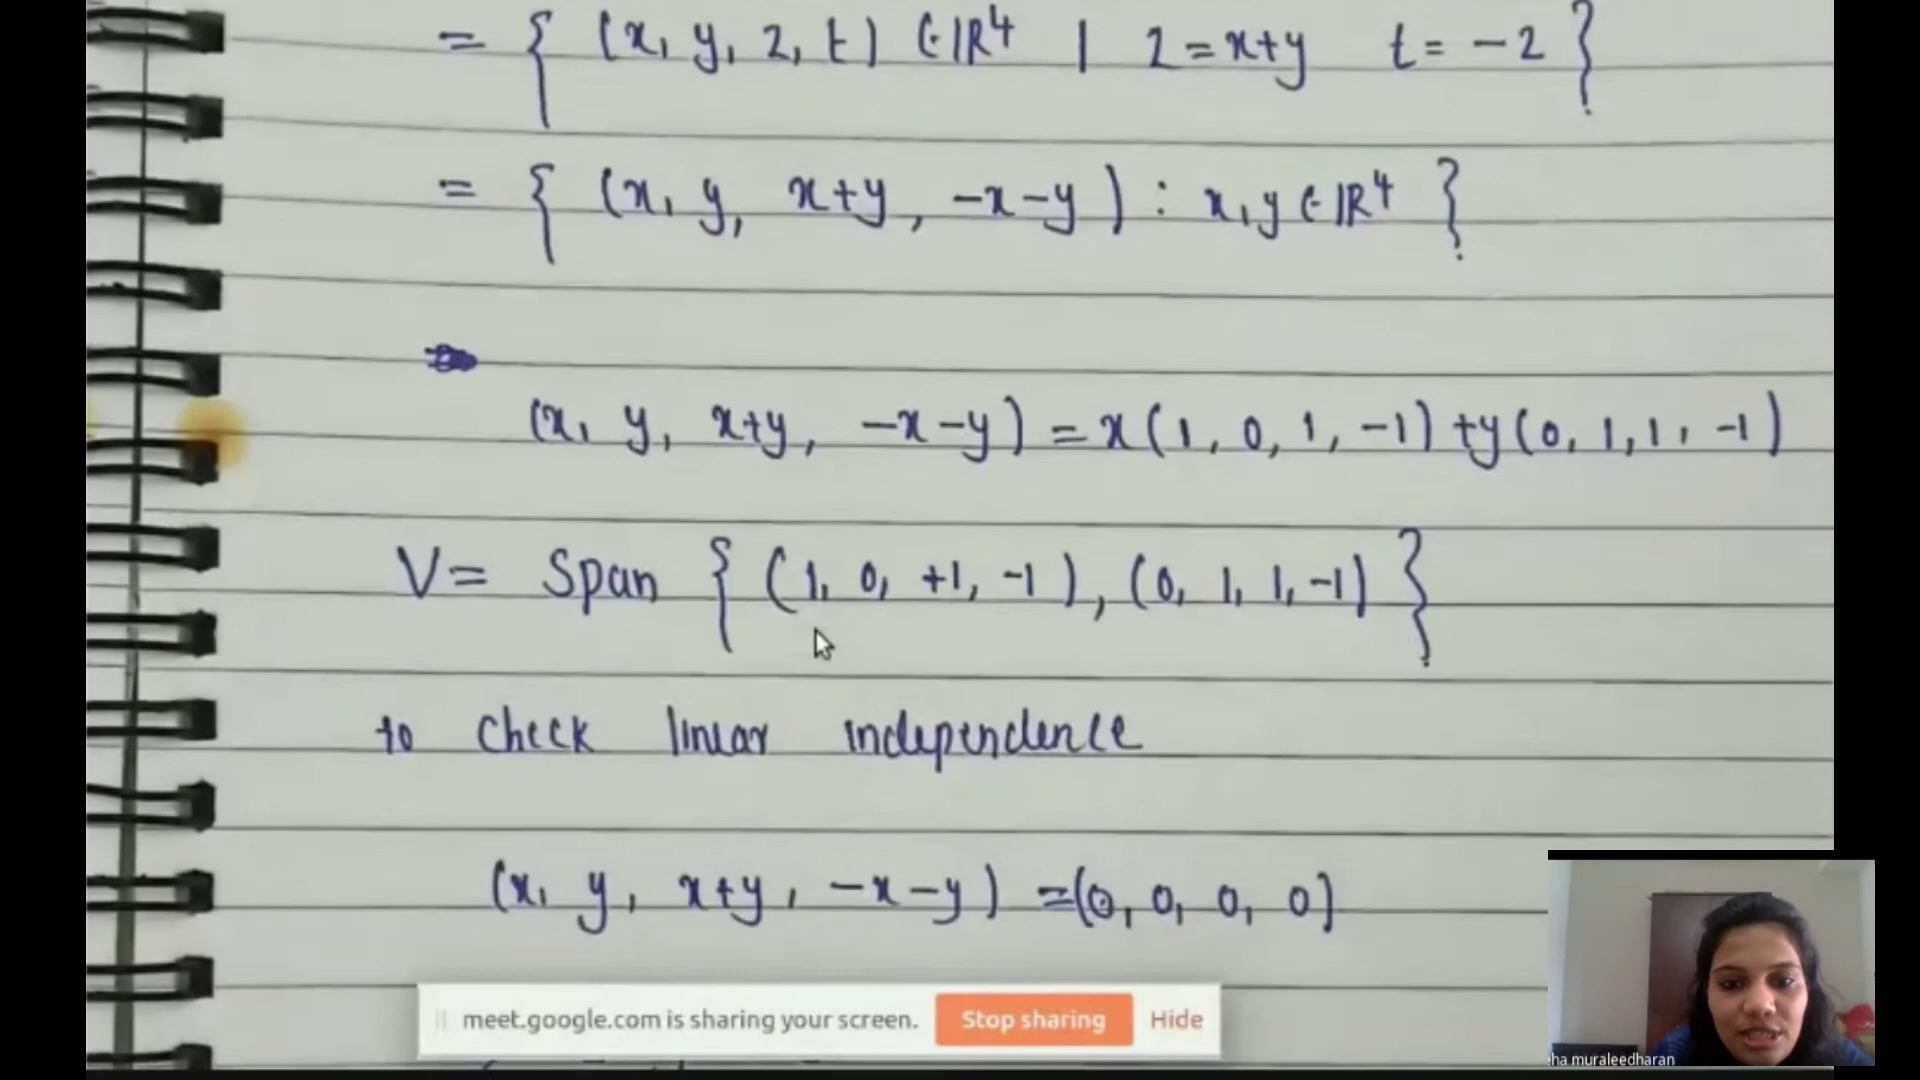 = { (x, y, z, t) ∈ ℝ⁴ | z = x+y t = -z }
= { (x, y, x+y, -x-y) : x, y ∈ ℝ⁴ }
(x, y, x+y, -x-y) = x(1, 0, 1, -1) + y(0, 1, 1, -1)
V = Span { (1, 0, +1, -1), (0, 1, 1, -1) }
to check linear independence
(x, y, x+y, -x-y) = (0, 0, 0, 0)
meet.google.com is sharing your screen. Stop sharing Hide
muraleedharan